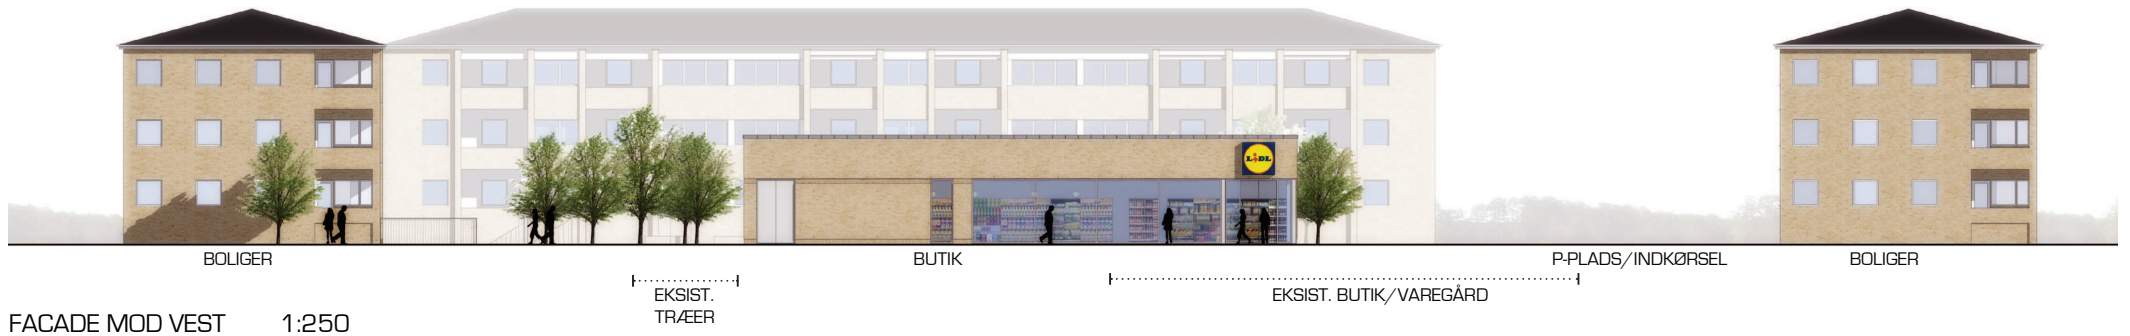 LIDL
BOLIGER
BUTIK
P-PLADS/INDKØRSEL
BOLIGER
EKSIST.
TRÆER
EKSIST. BUTIK/VAREGÅRD
FACADE MOD VEST 1:250